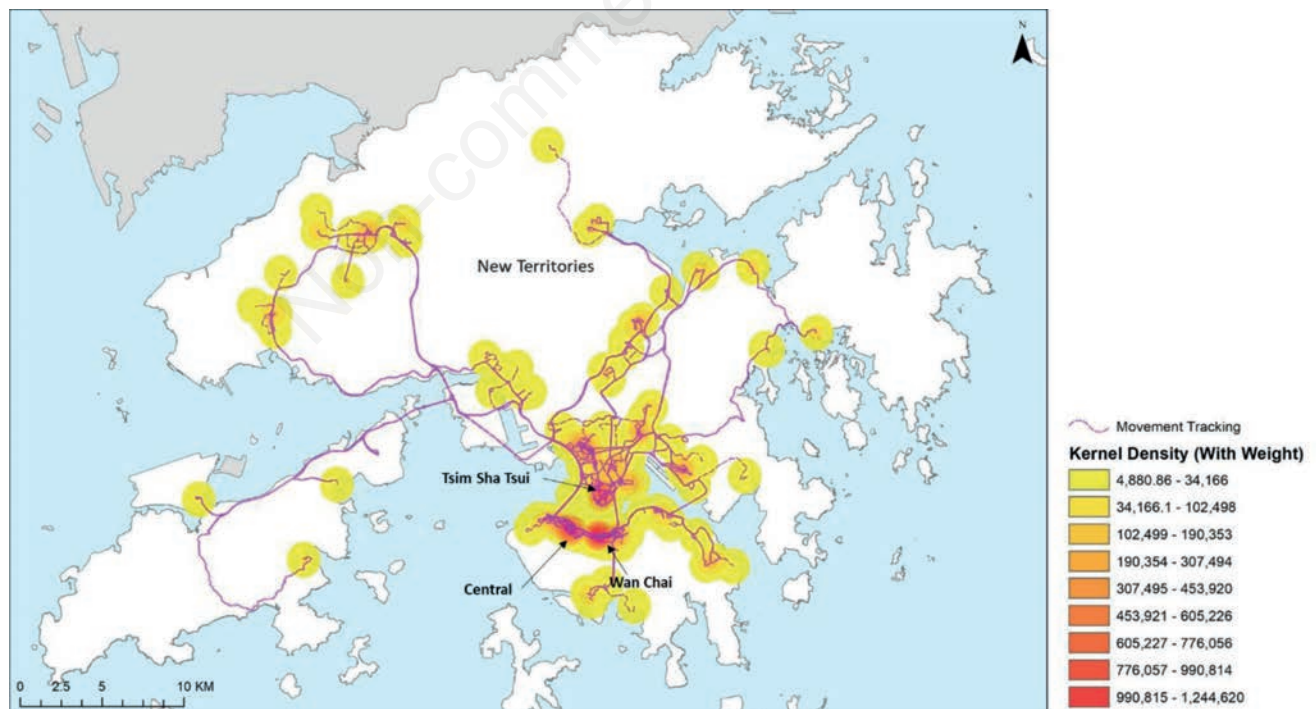 Non-comme
N
New Territories
Tsim Sha Tsui
Central
Wan Chai
0 2.5 5 10 KM
Movement Tracking
Kernel Density (With Weight)
4,880.86 - 34,166
34,166.1 - 102,498
102,499 - 190,353
190,354 - 307,494
307,495 - 453,920
453,921 - 605,226
605,227 - 776,056
776,057 - 990,814
990,815 - 1,244,620